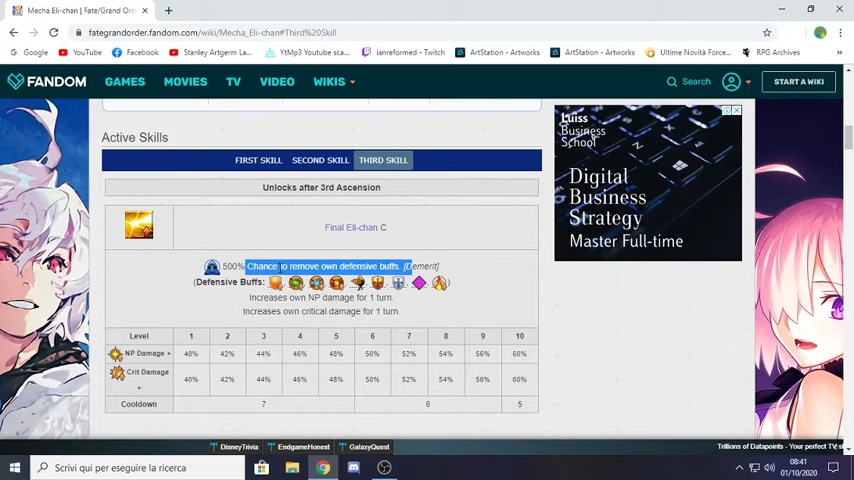 Mecha Eli-chan | Fate/Grand Ord
fategrandorder.fandom.com/wiki/Mecha_Eli-chan#Third%20Skill
Google YouTube Facebook Stanley Artgerm La... YtMp3 Youtube sca... ianreformed - Twitch ArtStation - Artworks ArtStation - Artworks Ultime Novità Force... RPG Archives
FANDOM GAMES MOVIES TV VIDEO WIKIS Search START A WIKI
Active Skills
FIRST SKILL SECOND SKILL THIRD SKILL
Unlocks after 3rd Ascension
Final Eli-chan C
500% Chance to remove own defensive buffs. [Demerit]
(Defensive Buffs: )
Increases own NP damage for 1 turn.
Increases own critical damage for 1 turn.
Level 1 2 3 4 5 6 7 8 9 10
NP Damage + 40% 42% 44% 46% 48% 50% 52% 54% 56% 60%
Crit Damage
+ 40% 42% 44% 46% 48% 50% 52% 54% 56% 60%
Cooldown 7 6 5
Luiss
Business
School
Digital
Business
Strategy
Master Full-time
DisneyTrivia EndgameHonest GalaxyQuest Trillions of Datapoints - Your perfect TV
Scrivi qui per eseguire la ricerca
08:41
01/10/2020